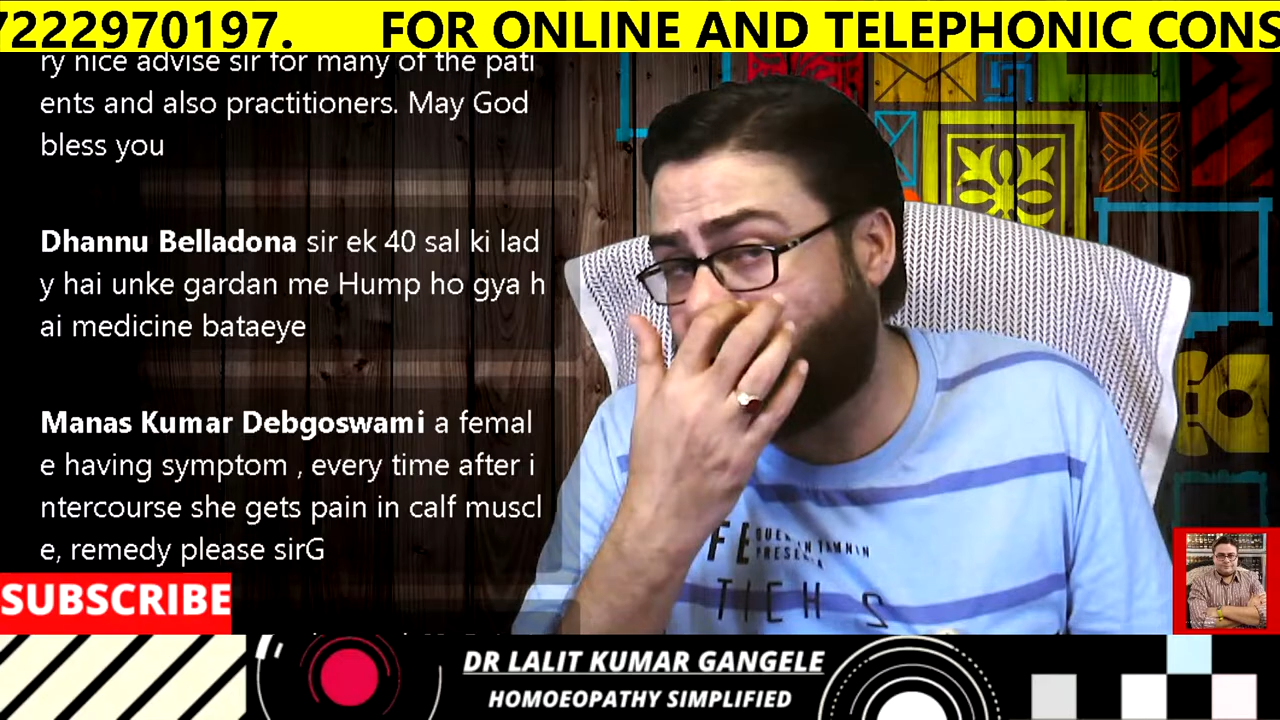 7222970197. FOR ONLINE AND TELEPHONIC CONS
ry nice advise sir for many of the pati
ents and also practitioners. May God
bless you
Dhannu Belladona sir ek 40 sal ki lad
y hai unke gardan me Hump ho gya h
ai medicine bataeye
Manas Kumar Debgoswami a femal
e having symptom , every time after i
ntercourse she gets pain in calf muscl
e, remedy please sirG
SUBSCRIBE
DR LALIT KUMAR GANGELE
HOMOEOPATHY SIMPLIFIED